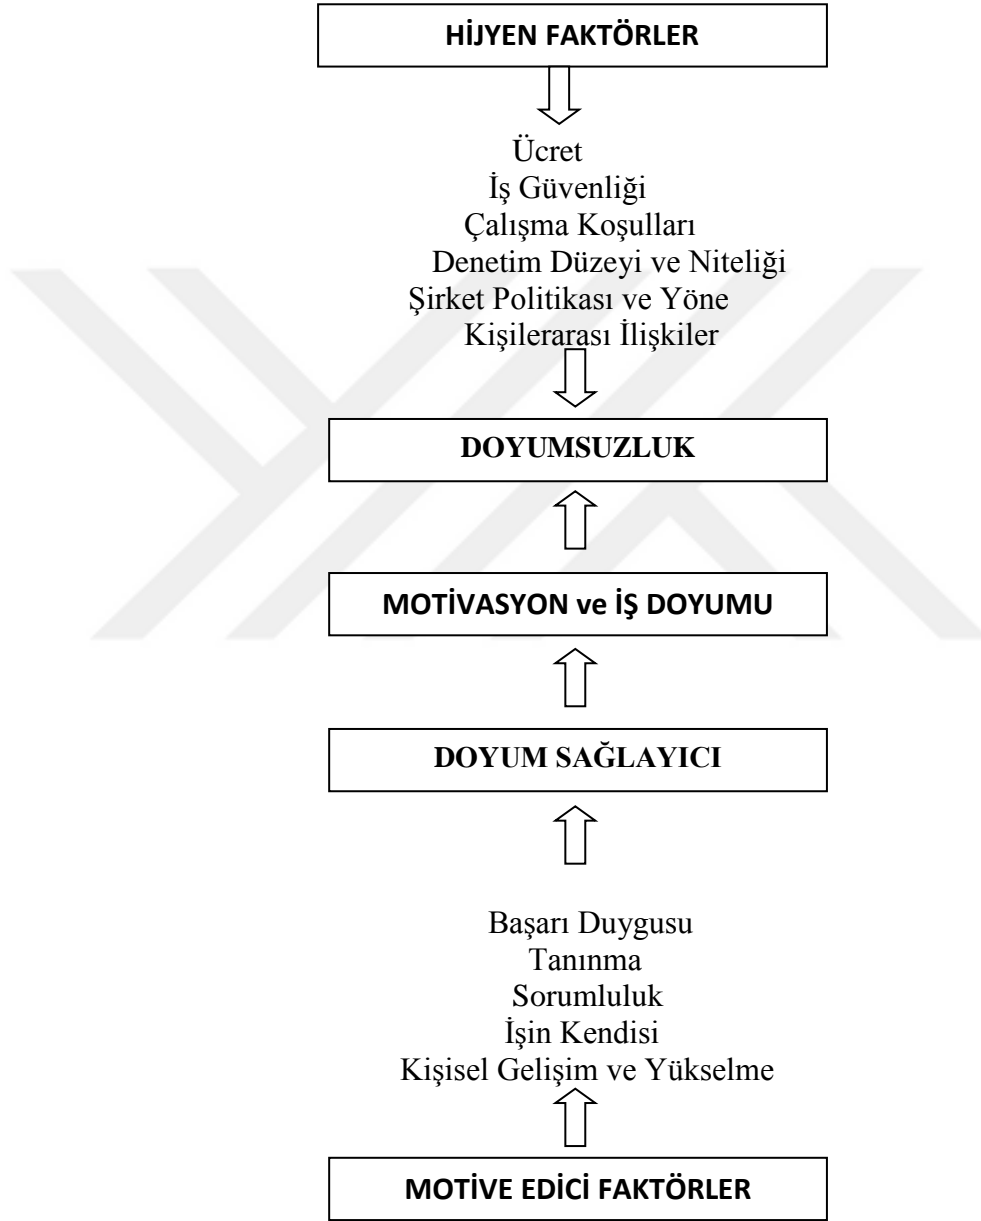 HİJYEN FAKTÖRLER
Ücret
İş Güvenliği
Çalışma Koşulları
Denetim Düzeyi ve Niteliği
Şirket Politikası ve Yöne
Kişilerarası İlişkiler
DOYUMSUZLUK
MOTİVASYON ve İŞ DOYUMU
DOYUM SAĞLAYICI
Başarı Duygusu
Tanınma
Sorumluluk
İşin Kendisi
Kişisel Gelişim ve Yükselme
MOTİVE EDİCİ FAKTÖRLER